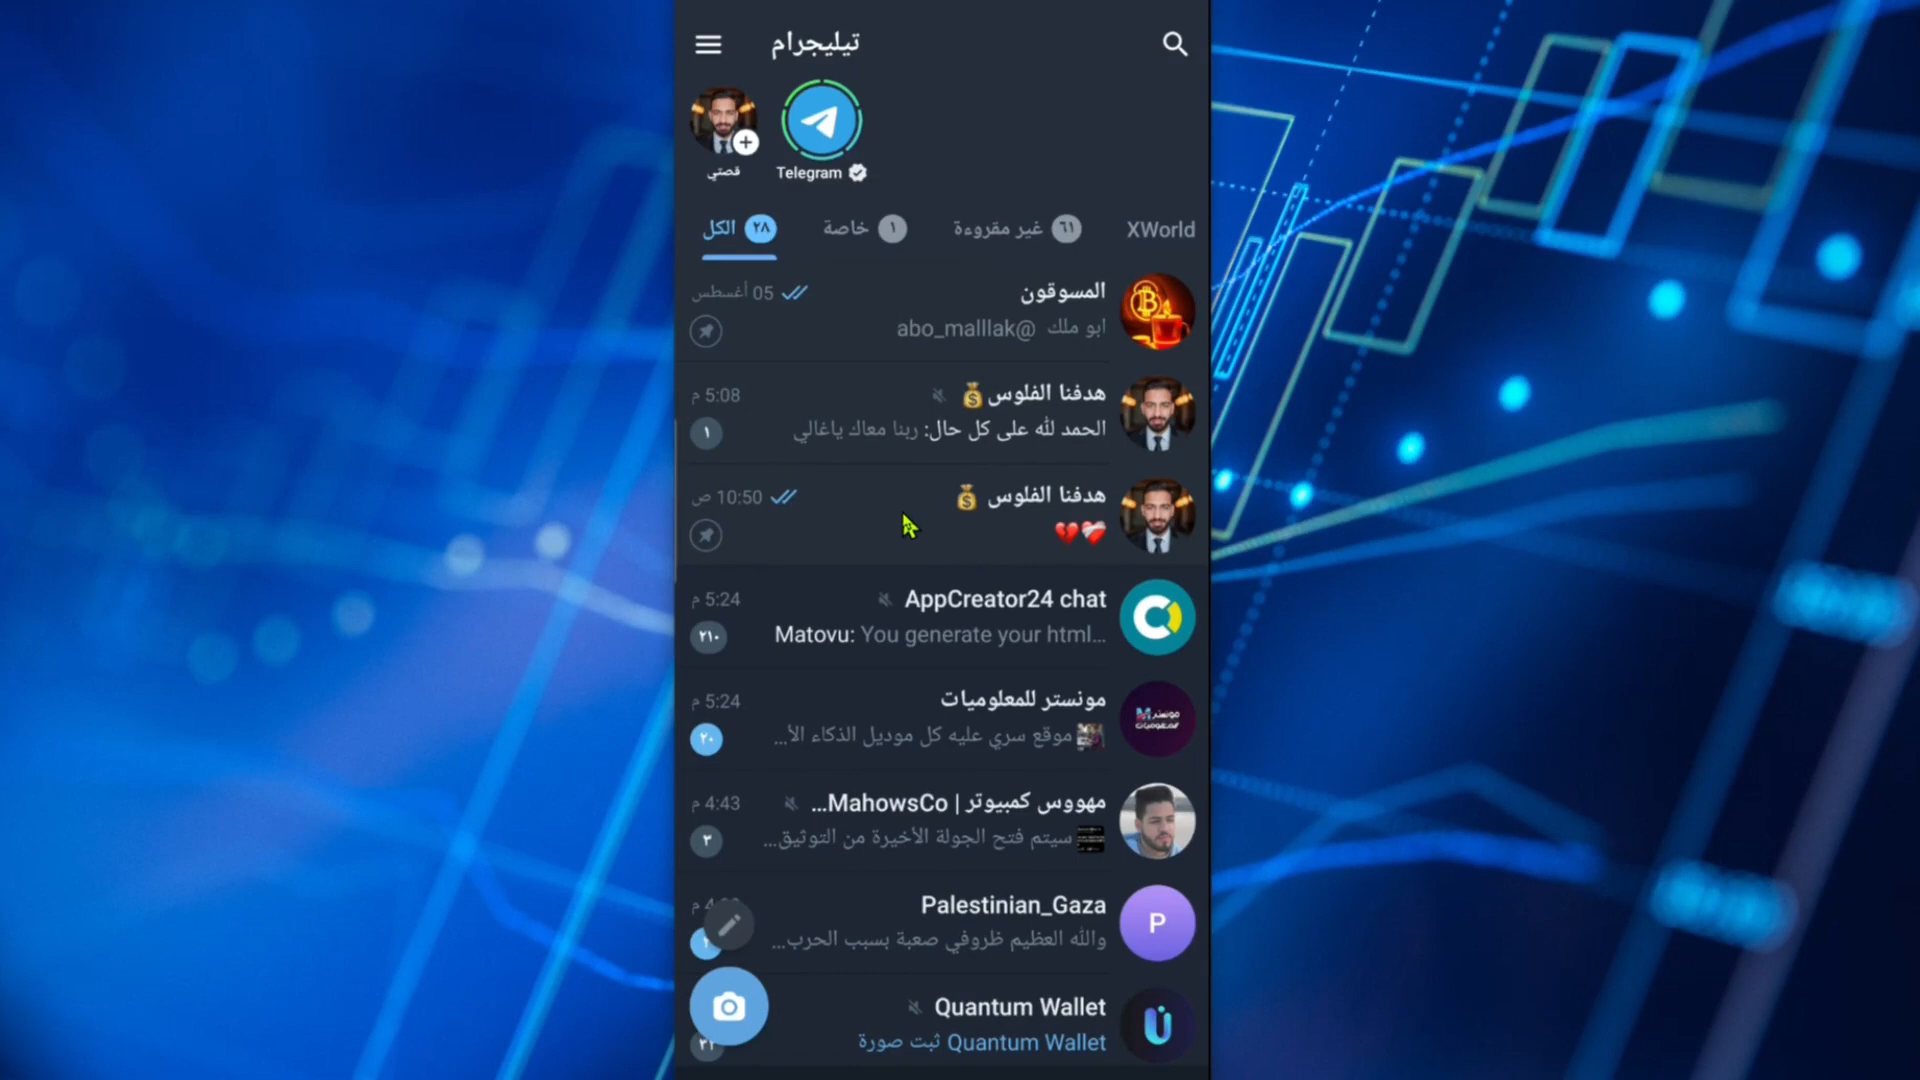 تيليجرام
قصتي
Telegram
الكل ٢٨
خاصة ١
غير مقروءة ٦١
XWorld
المسوقون
05 أغسطس
ابو ملك @abo_malllak
هدفنا الفلوس💰
5:08 م
الحمد لله على كل حال: ربنا معاك ياغالي
١
هدفنا الفلوس 💰
10:50 ص
❤️‍🩹💔
AppCreator24 chat
5:24 م
Matovu: You generate your html...
٢١٠
مونستر للمعلوميات
5:24 م
موقع سري عليه كل موديل الذكاء الأ...
٢٠
مهووس كمبيوتر | MahowsCo...
4:43 م
سيتم فتح الجولة الأخيرة من التوثيق...
٣
Palestinian_Gaza
P
والله العظيم ظروفي صعبة بسبب الحرب...
Quantum Wallet
Quantum Wallet ثبت صورة